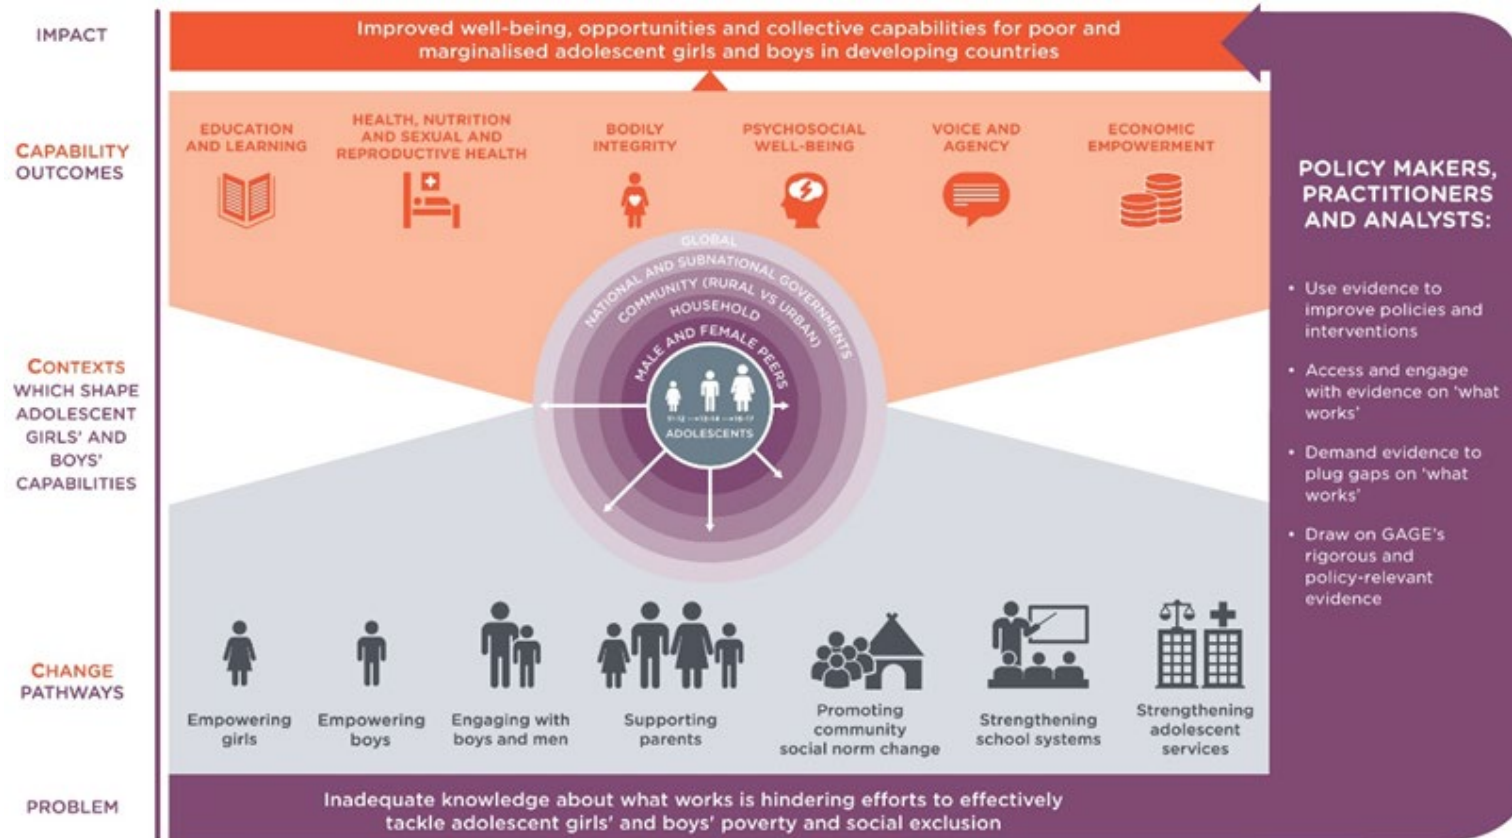 IMPACT
Improved well-being, opportunities and collective capabilities for poor and
marginalised adolescent girls and boys in developing countries
CAPABILITY
OUTCOMES
EDUCATION
AND LEARNING
HEALTH, NUTRITION
AND SEXUAL AND
REPRODUCTIVE HEALTH
BODILY
INTEGRITY
PSYCHOSOCIAL
WELL-BEING
VOICE AND
AGENCY
ECONOMIC
EMPOWERMENT
CONTEXTS
WHICH SHAPE
ADOLESCENT
GIRLS' AND
BOYS'
CAPABILITIES
GLOBAL
NATIONAL AND SUBNATIONAL GOVERNMENTS
COMMUNITY (RURAL VS URBAN)
HOUSEHOLD
MALE AND FEMALE PEERS
ADOLESCENTS
CHANGE
PATHWAYS
Empowering
girls
Empowering
boys
Engaging with
boys and men
Supporting
parents
Promoting
community
social norm change
Strengthening
school systems
Strengthening
adolescent
services
PROBLEM
Inadequate knowledge about what works is hindering efforts to effectively
tackle adolescent girls' and boys' poverty and social exclusion
POLICY MAKERS,
PRACTITIONERS
AND ANALYSTS:
• Use evidence to
improve policies and
interventions
• Access and engage
with evidence on 'what
works'
• Demand evidence to
plug gaps on 'what
works'
• Draw on GAGE's
rigorous and
policy-relevant
evidence